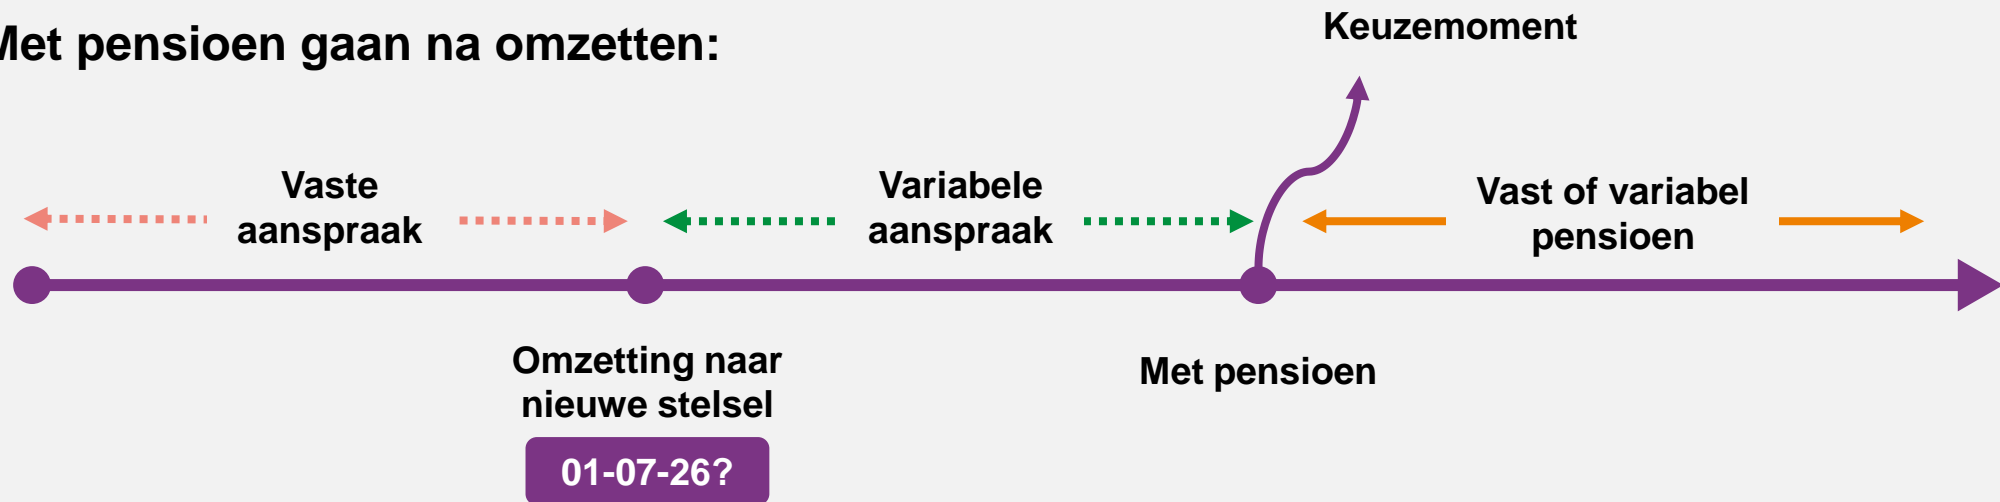 Met pensioen gaan na omzetten:
Keuzemoment
Vaste
aanspraak
Variabele
aanspraak
Vast of variabel
pensioen
Omzetting naar
nieuwe stelsel
01-07-26?
Met pensioen